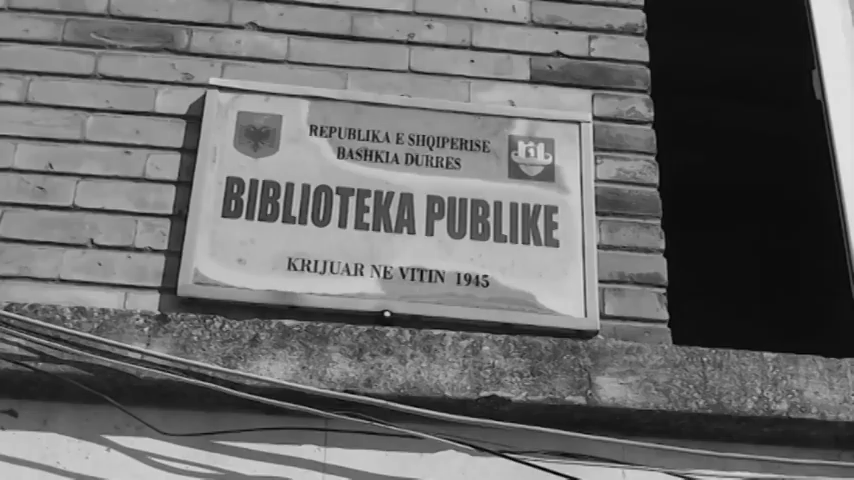 REPUBLIKA E SHQIPERISE
BASHKIA DURRES
BIBLIOTEKA PUBLIKE
KRIJUAR NE VITIN 1945